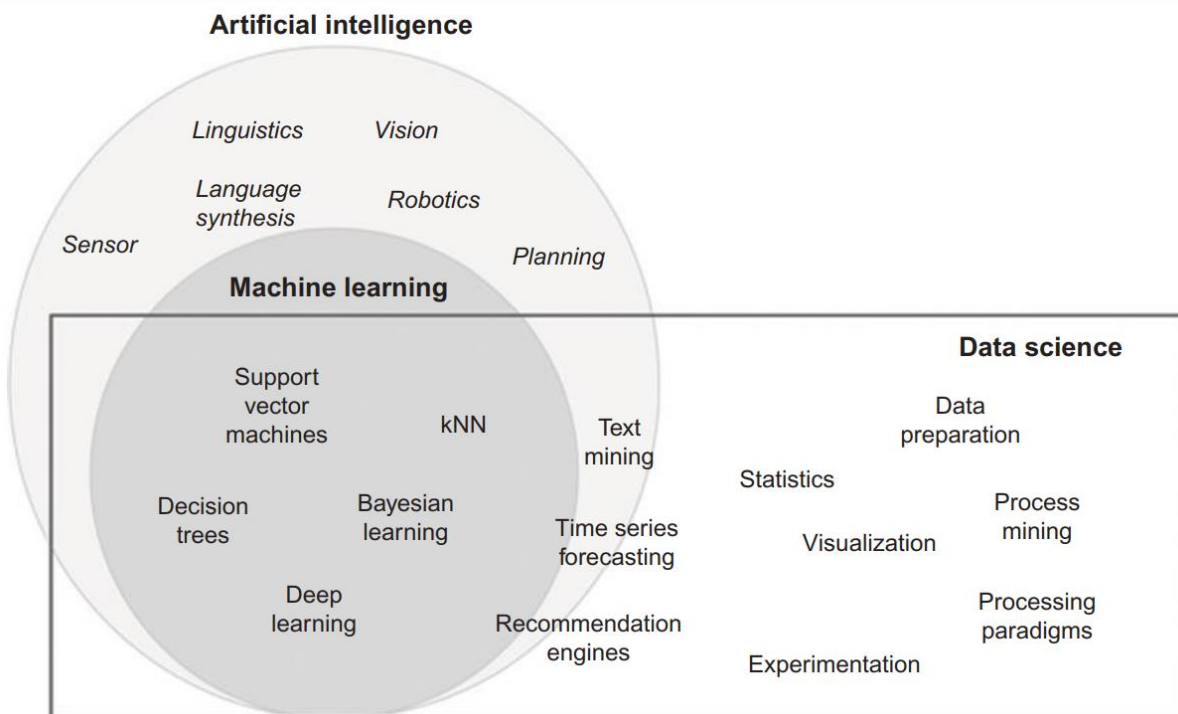 Artificial intelligence
Linguistics
Vision
Language
synthesis
Robotics
Sensor
Planning
Machine learning
Data science
Support
vector
machines
kNN
Text
mining
Data
preparation
Statistics
Decision
trees
Bayesian
learning
Time series
forecasting
Visualization
Process
mining
Deep
learning
Recommendation
engines
Processing
paradigms
Experimentation